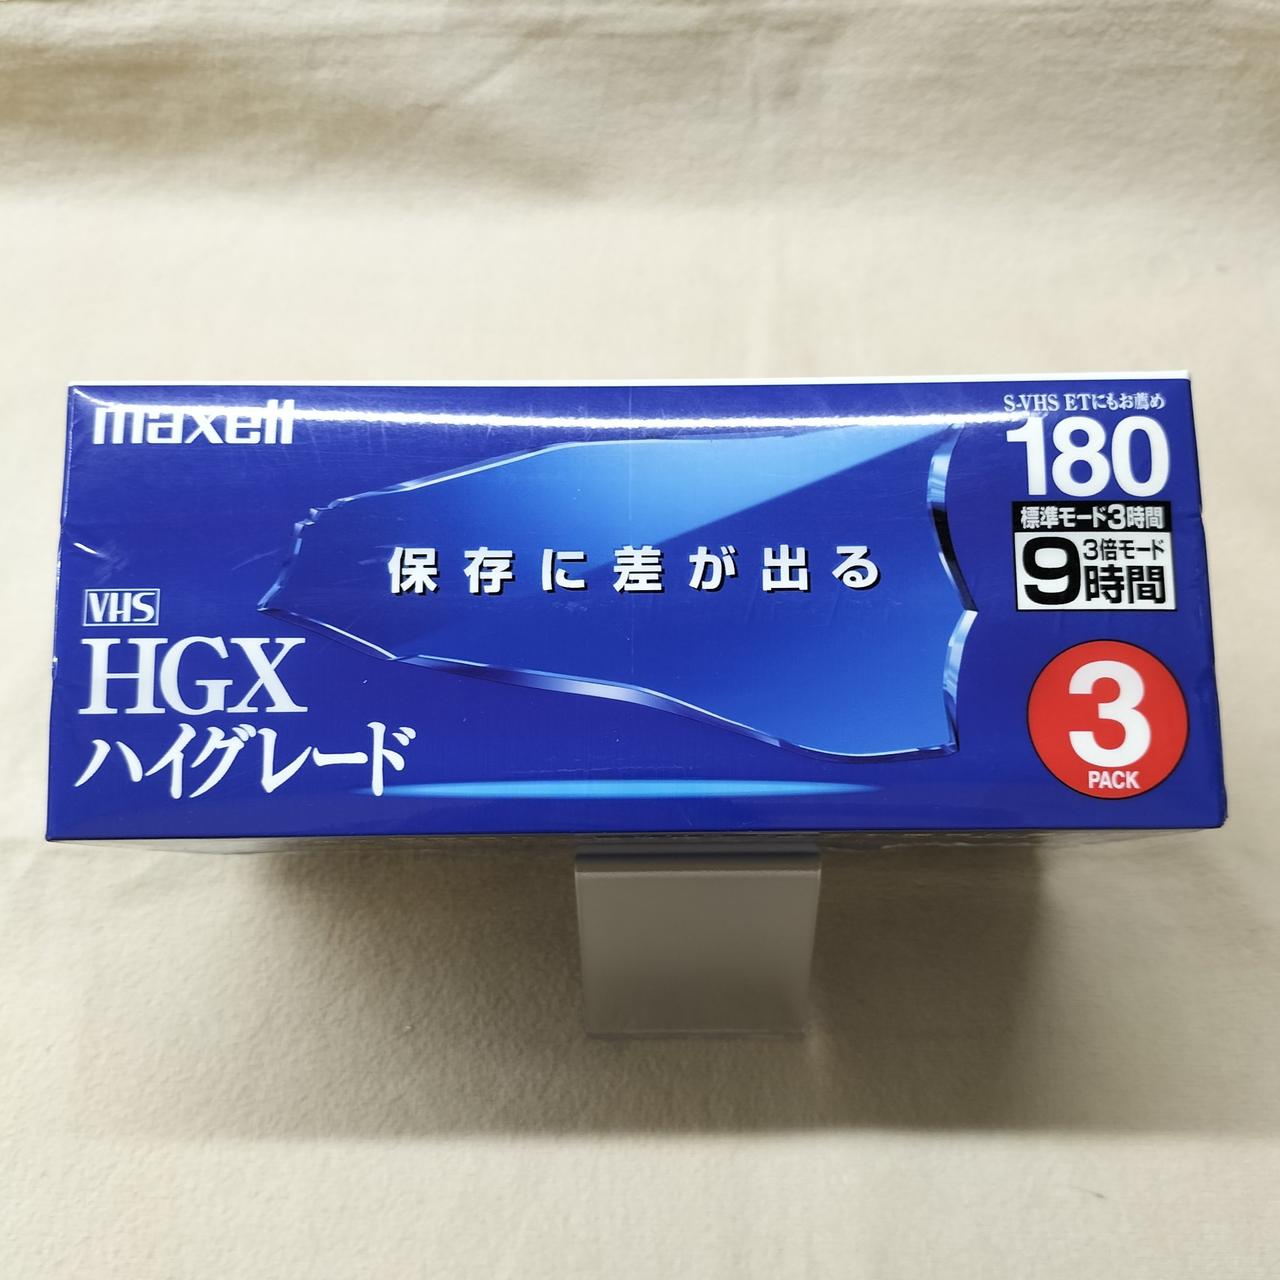 maxell
S-VHS ETにもお薦め
180
標準モード3時間
3倍モード
9時間
保存に差が出る
VHS
HGX
ハイグレード
3
PACK